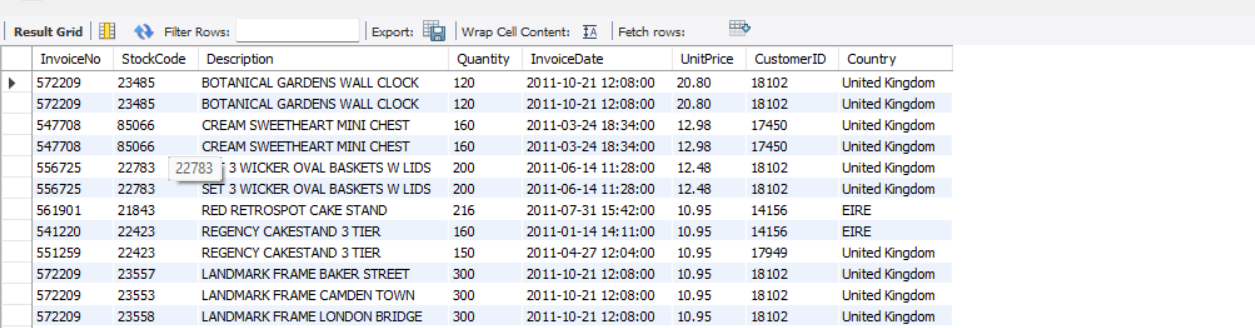 Result Grid Filter Rows: Export: Wrap Cell Content: IA Fetch rows:
InvoiceNo StockCode Description Quantity InvoiceDate UnitPrice CustomerID Country
572209 23485 BOTANICAL GARDENS WALL CLOCK 120 2011-10-21 12:08:00 20.80 18102 United Kingdom
572209 23485 BOTANICAL GARDENS WALL CLOCK 120 2011-10-21 12:08:00 20.80 18102 United Kingdom
547708 85066 CREAM SWEETHEART MINI CHEST 160 2011-03-24 18:34:00 12.98 17450 United Kingdom
547708 85066 CREAM SWEETHEART MINI CHEST 160 2011-03-24 18:34:00 12.98 17450 United Kingdom
556725 22783 22783 3 WICKER OVAL BASKETS W LIDS 200 2011-06-14 11:28:00 12.48 18102 United Kingdom
556725 22783 SET 3 WICKER OVAL BASKETS W LIDS 200 2011-06-14 11:28:00 12.48 18102 United Kingdom
561901 21843 RED RETROSPOT CAKE STAND 216 2011-07-31 15:42:00 10.95 14156 EIRE
541220 22423 REGENCY CAKESTAND 3 TIER 160 2011-01-14 14:11:00 10.95 14156 EIRE
551259 22423 REGENCY CAKESTAND 3 TIER 150 2011-04-27 12:04:00 10.95 17949 United Kingdom
572209 23557 LANDMARK FRAME BAKER STREET 300 2011-10-21 12:08:00 10.95 18102 United Kingdom
572209 23553 LANDMARK FRAME CAMDEN TOWN 300 2011-10-21 12:08:00 10.95 18102 United Kingdom
572209 23558 LANDMARK FRAME LONDON BRIDGE 300 2011-10-21 12:08:00 10.95 18102 United Kingdom